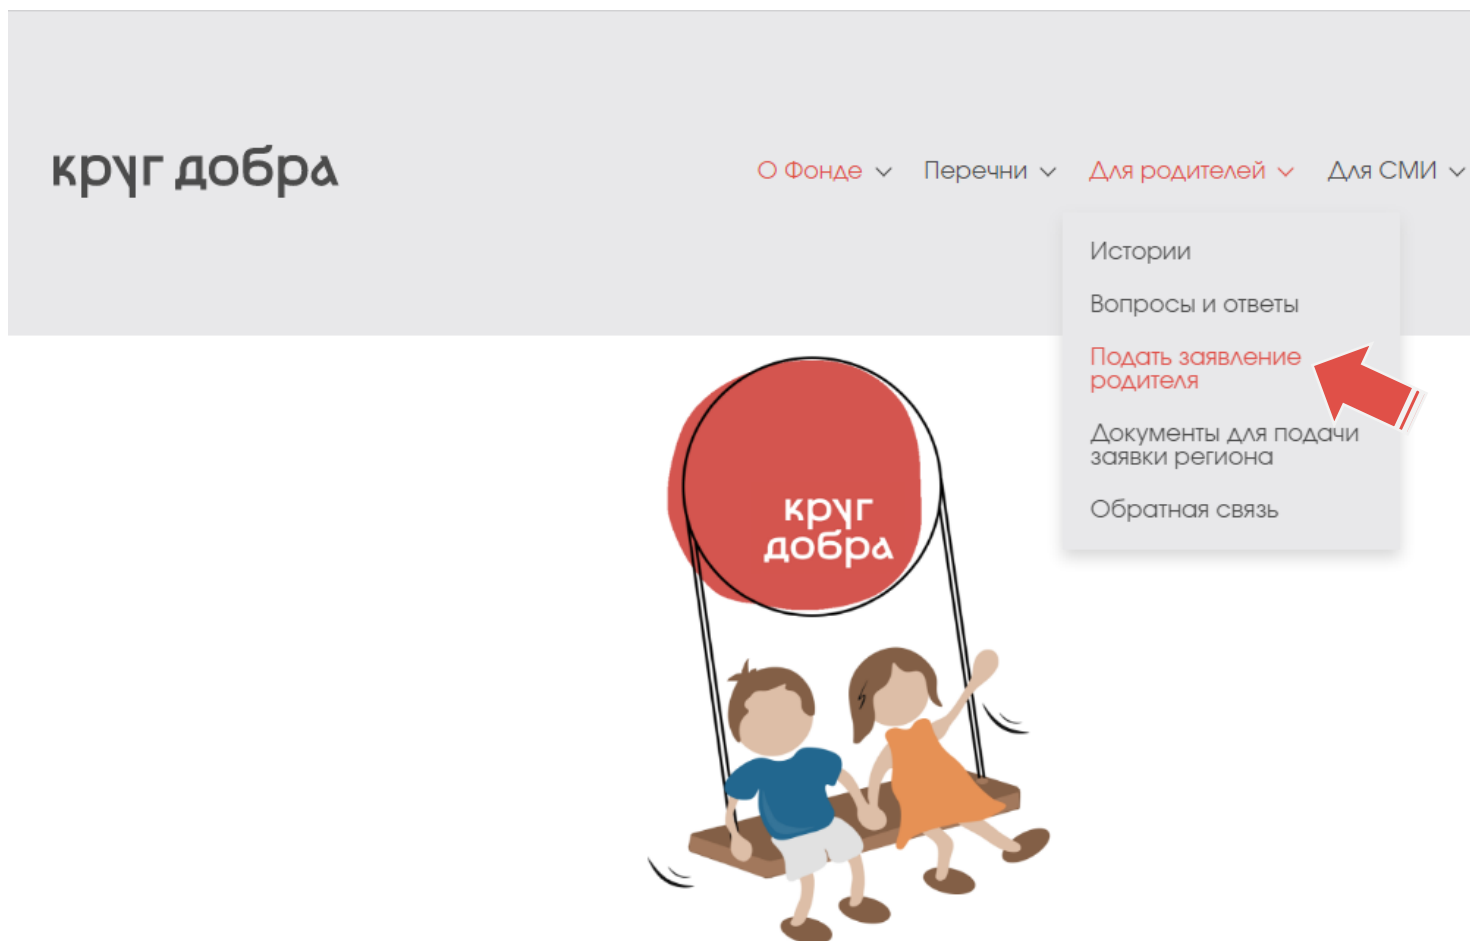 круг добра
О Фонде Перечни Для родителей Для СМИ
Истории
Вопросы и ответы
Подать заявление
родителя
Документы для подачи
заявки региона
Обратная связь
круг
добра